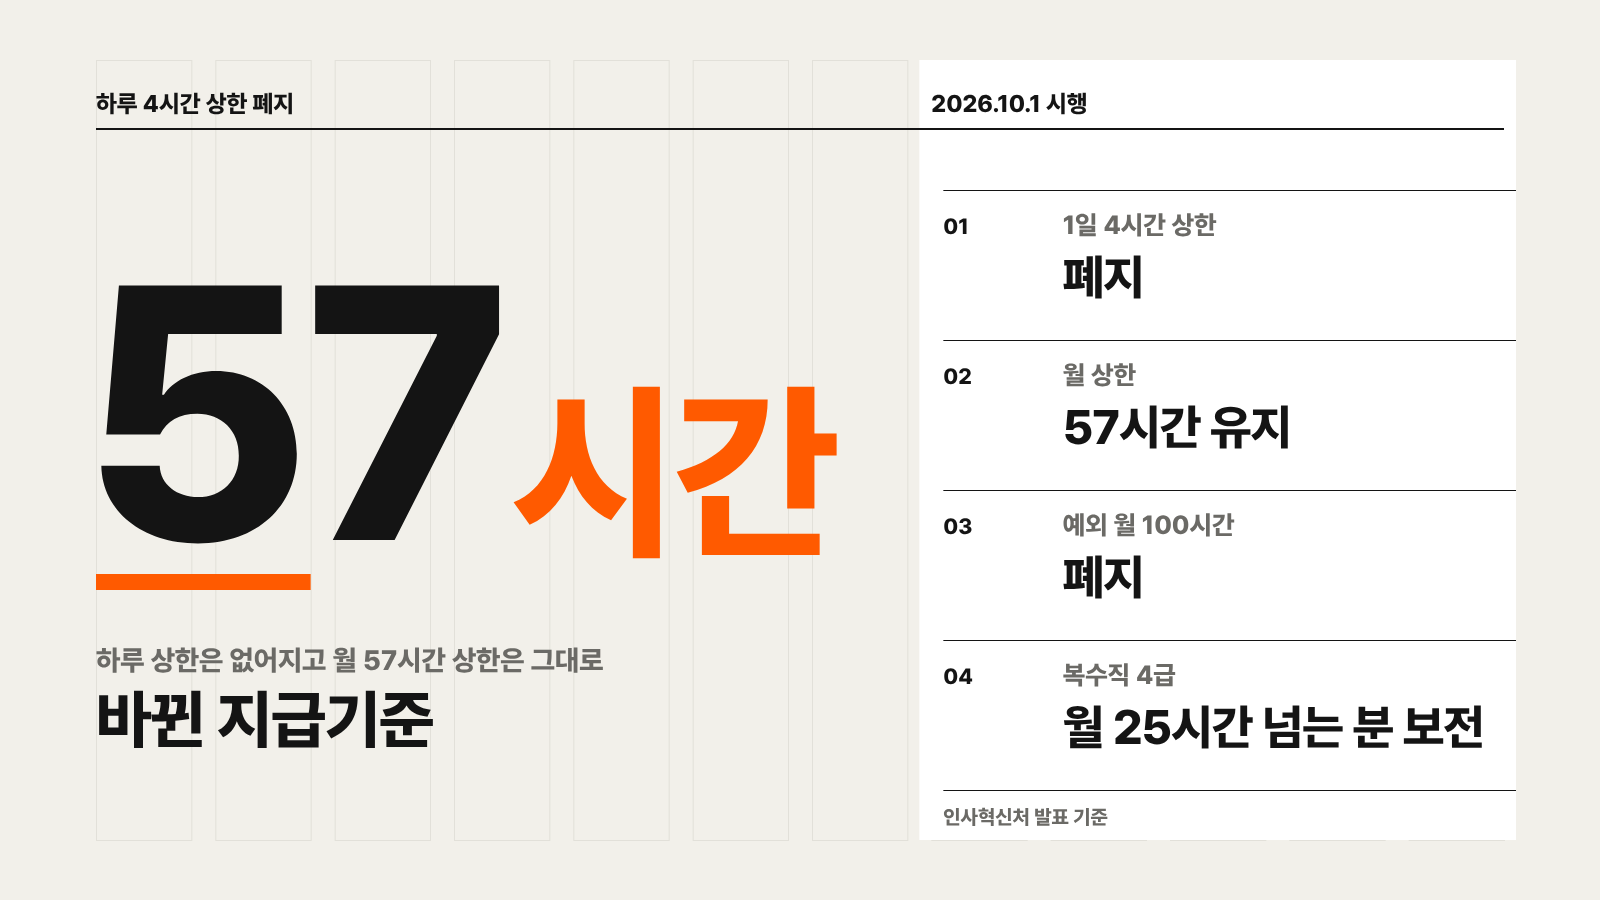 하루 4시간 상한 폐지
2026.10.1 시행
57시간
하루 상한은 없어지고 월 57시간 상한은 그대로
바뀐 지급기준
01
1일 4시간 상한
폐지
02
월 상한
57시간 유지
03
예외 월 100시간
폐지
04
복수직 4급
월 25시간 넘는 분 보전
인사혁신처 발표 기준